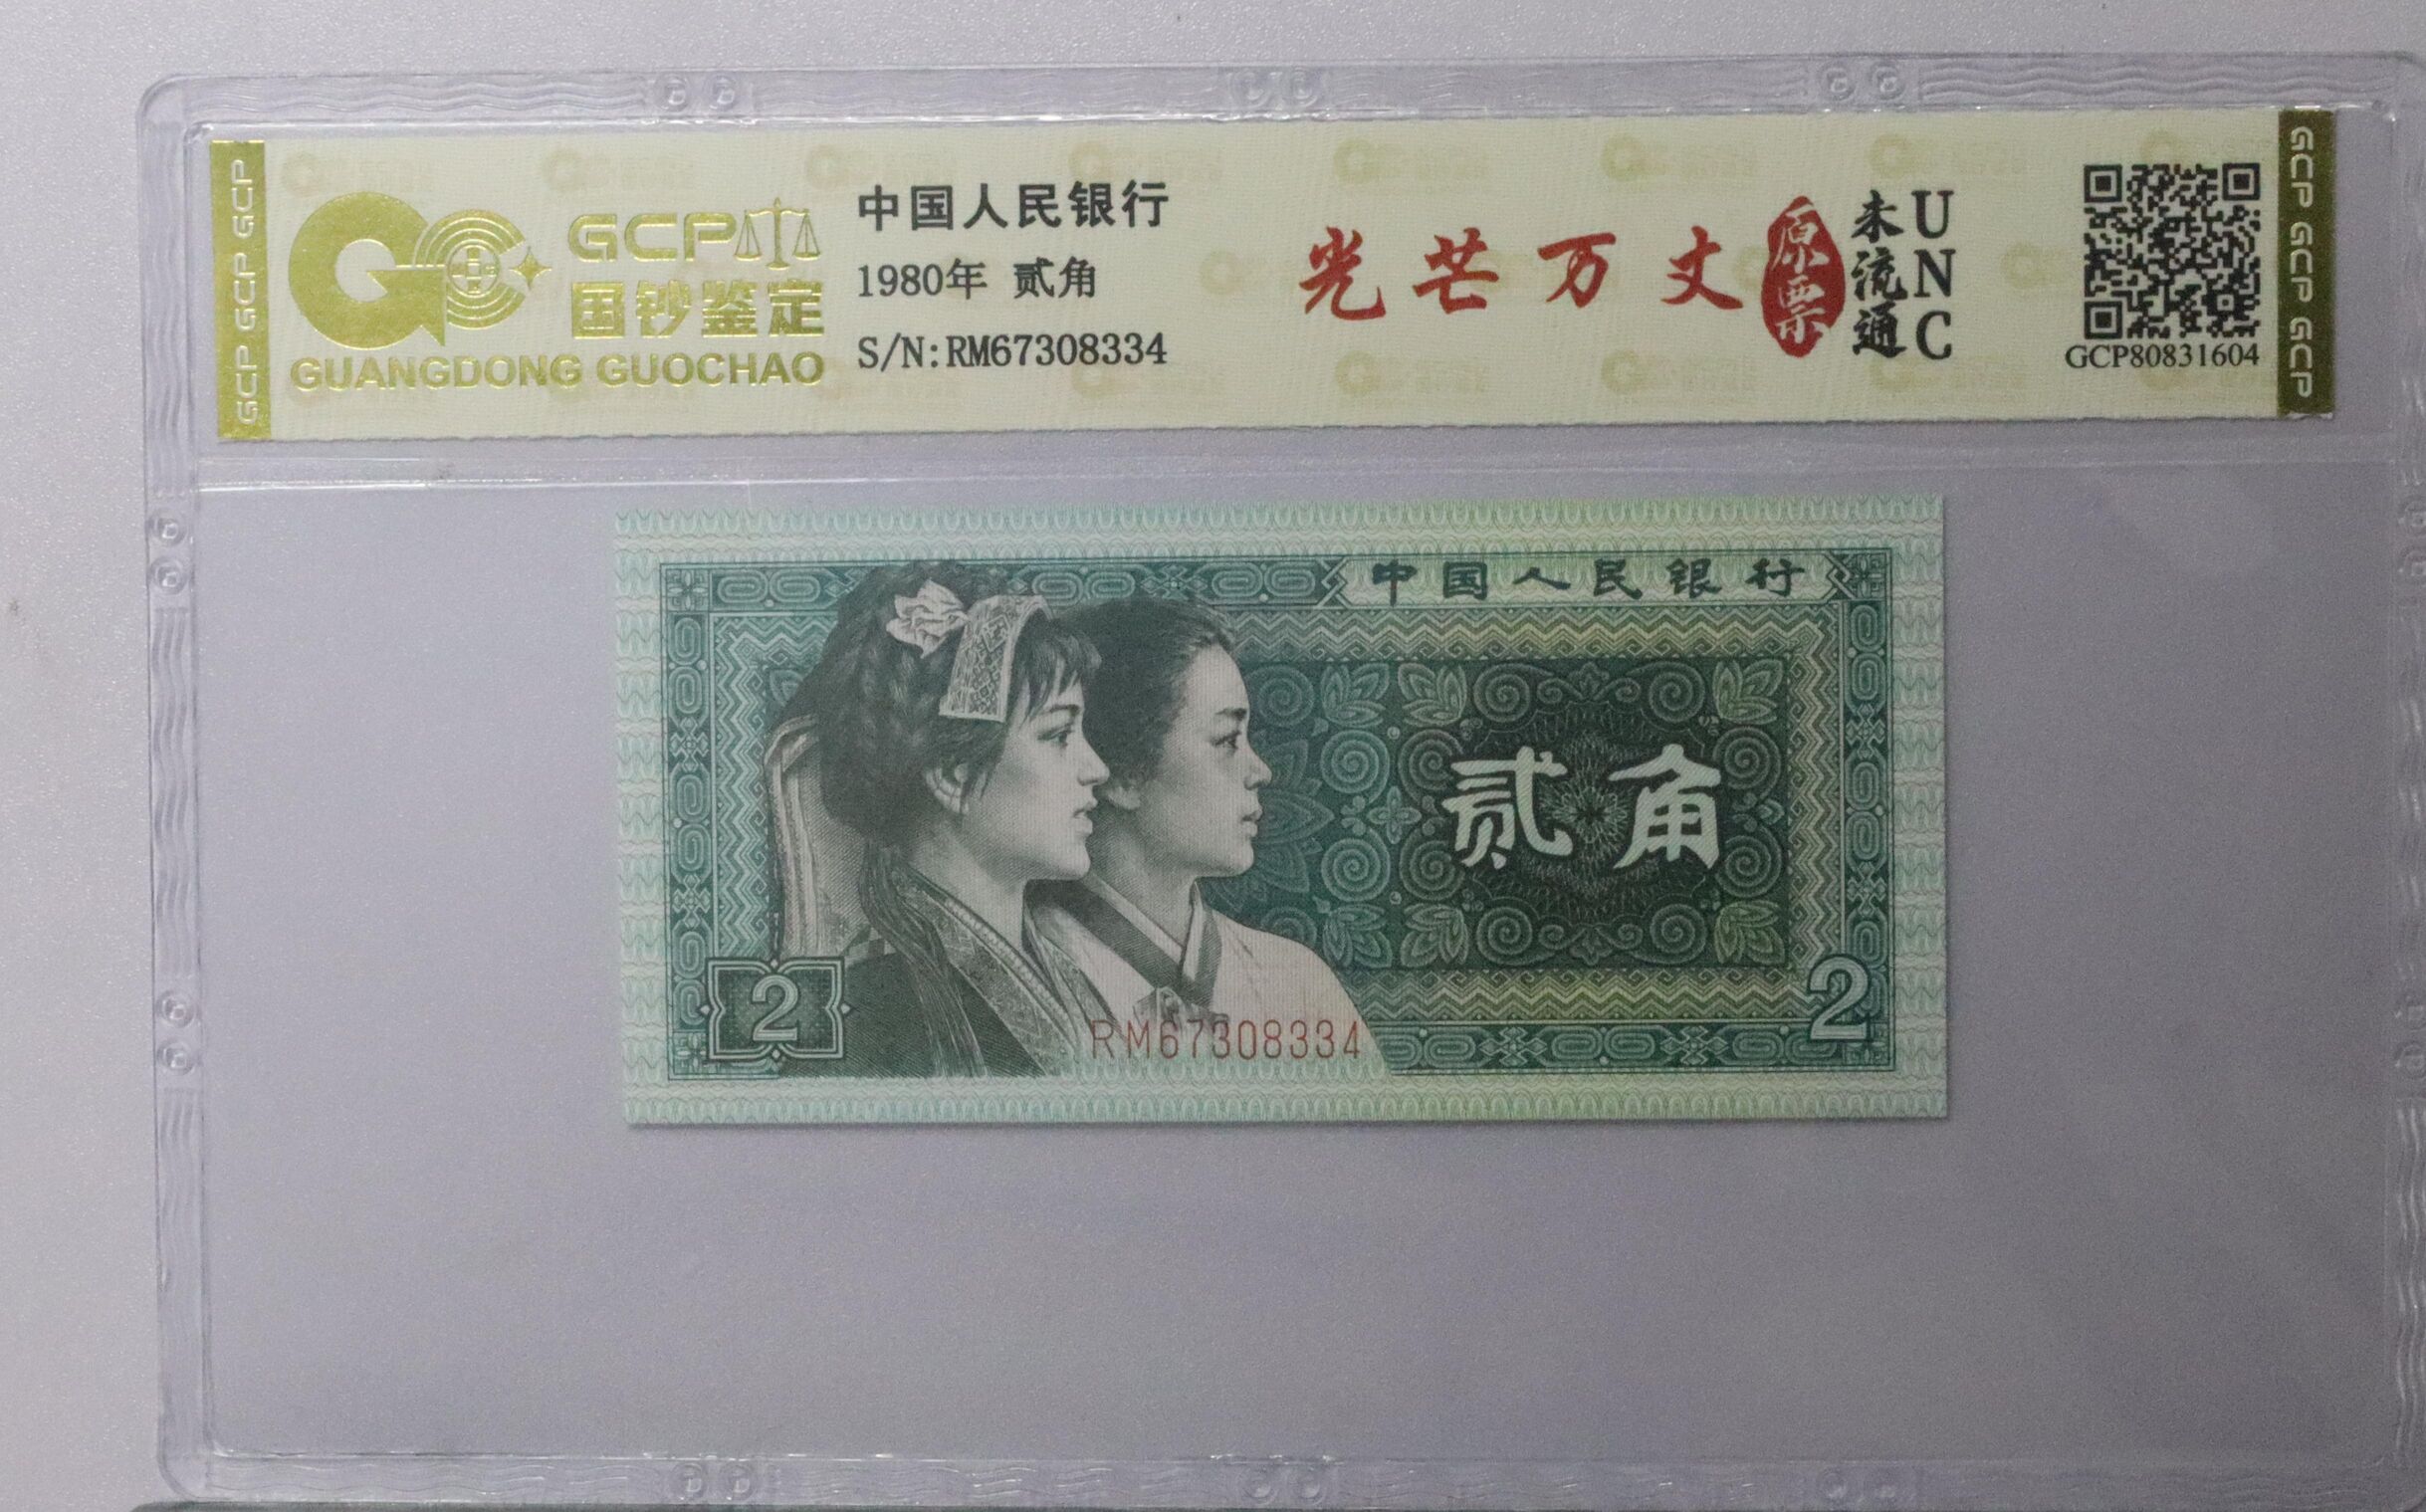 GCP GCP GCP
GCP
国钞鉴定
GUANGDONG GUOCHAO
中国人民银行
1980年 贰角
S/N:RM67308334
光芒万丈
原票
未流通
UNC
GCP80831604
GCP GCP GCP
中国人民银行
贰角
2
2
RM67308334